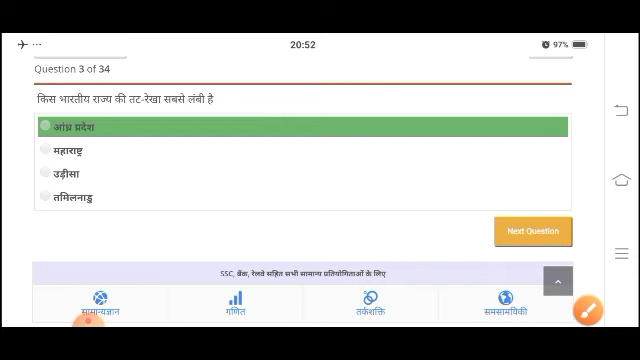 20:52
97%
Question 3 of 34
किस भारतीय राज्य की तट-रेखा सबसे लंबी है
आंध्र प्रदेश
महाराष्ट्र
उड़ीसा
तमिलनाडु
Next Question
SSC, बैंक, रेलवे सहित सभी सामान्य प्रतियोगिताओं के लिए
सामान्यज्ञान गणित तर्कशक्ति समसामयिकी